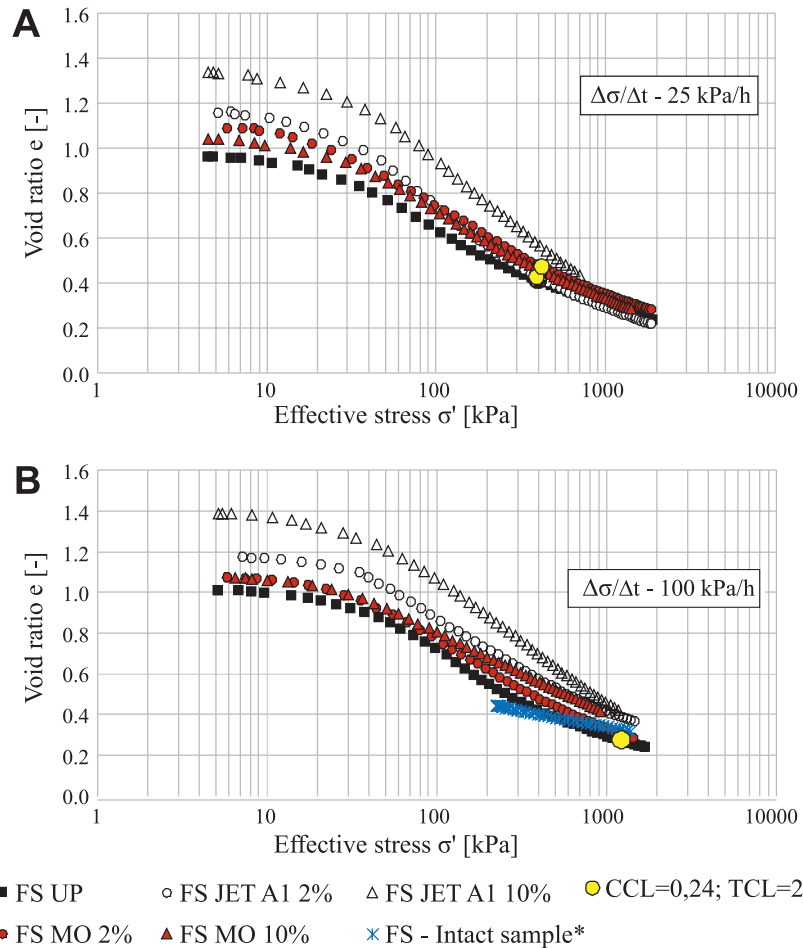 A
1.6
1.4
1.2
1.0
0.8
0.6
0.4
0.2
0.0
Void ratio e [-]
Δσ/Δt - 25 kPa/h
1 10 100 1000 10000
Effective stress σ' [kPa]
B
1.6
1.4
1.2
1.0
0.8
0.6
0.4
0.2
0.0
Void ratio e [-]
Δσ/Δt - 100 kPa/h
1 10 100 1000 10000
Effective stress σ' [kPa]
FS UP FS JET A1 2% FS JET A1 10% CCL=0,24; TCL=2
FS MO 2% FS MO 10% FS - Intact sample*